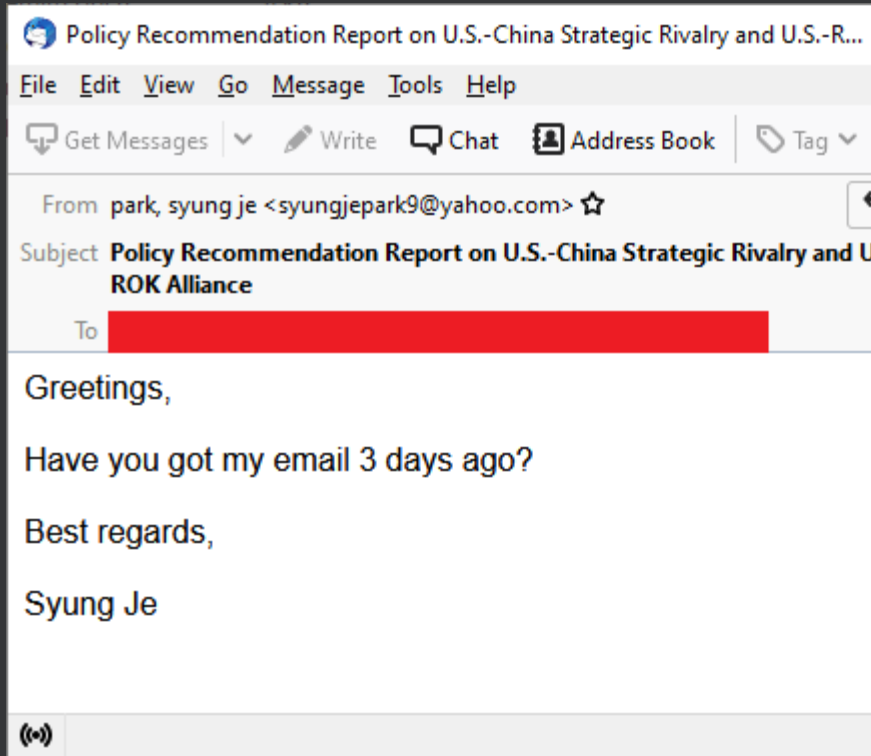 Policy Recommendation Report on U.S.-China Strategic Rivalry and U.S.-R...
File Edit View Go Message Tools Help
Get Messages Write Chat Address Book Tag
From park, syung je <syungjepark9@yahoo.com>
Subject Policy Recommendation Report on U.S.-China Strategic Rivalry and U
ROK Alliance
To
Greetings,
Have you got my email 3 days ago?
Best regards,
Syung Je